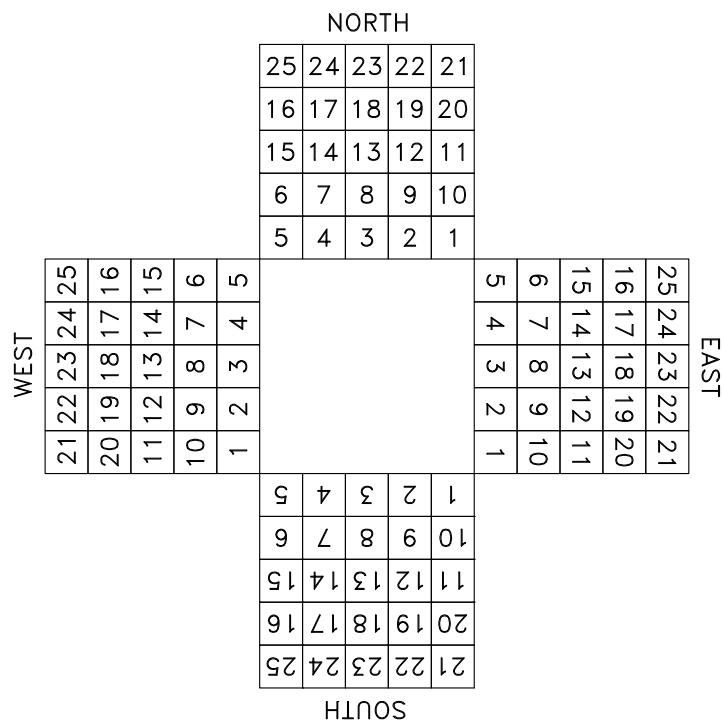 NORTH
25 24 23 22 21
16 17 18 19 20
15 14 13 12 11
6 7 8 9 10
5 4 3 2 1
WEST
25 16 15 6 5
24 17 14 7 4
23 18 13 8 3
22 19 12 9 2
21 20 11 10 1
5 6 15 16 25
4 7 14 17 24
3 8 13 18 23
2 9 12 19 22
1 10 11 20 21
EAST
5 4 3 2 1
6 7 8 9 10
15 14 13 12 11
16 17 18 19 20
25 24 23 22 21
SOUTH